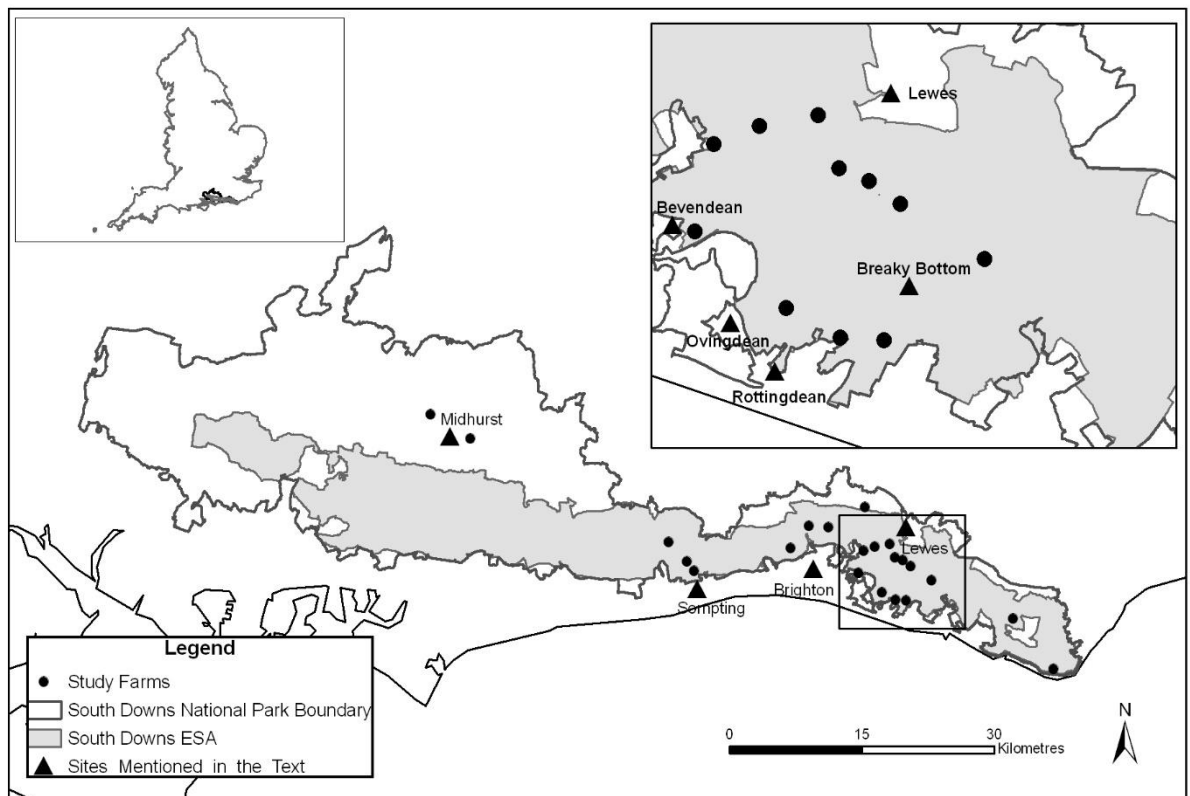 Lewes
Bevendean
Breaky Bottom
Ovingdean
Rottingdean
Midhurst
Lewes
Brighton
Sompting
Legend
Study Farms
South Downs National Park Boundary
South Downs ESA
Sites Mentioned in the Text
N
0 15 30
Kilometres